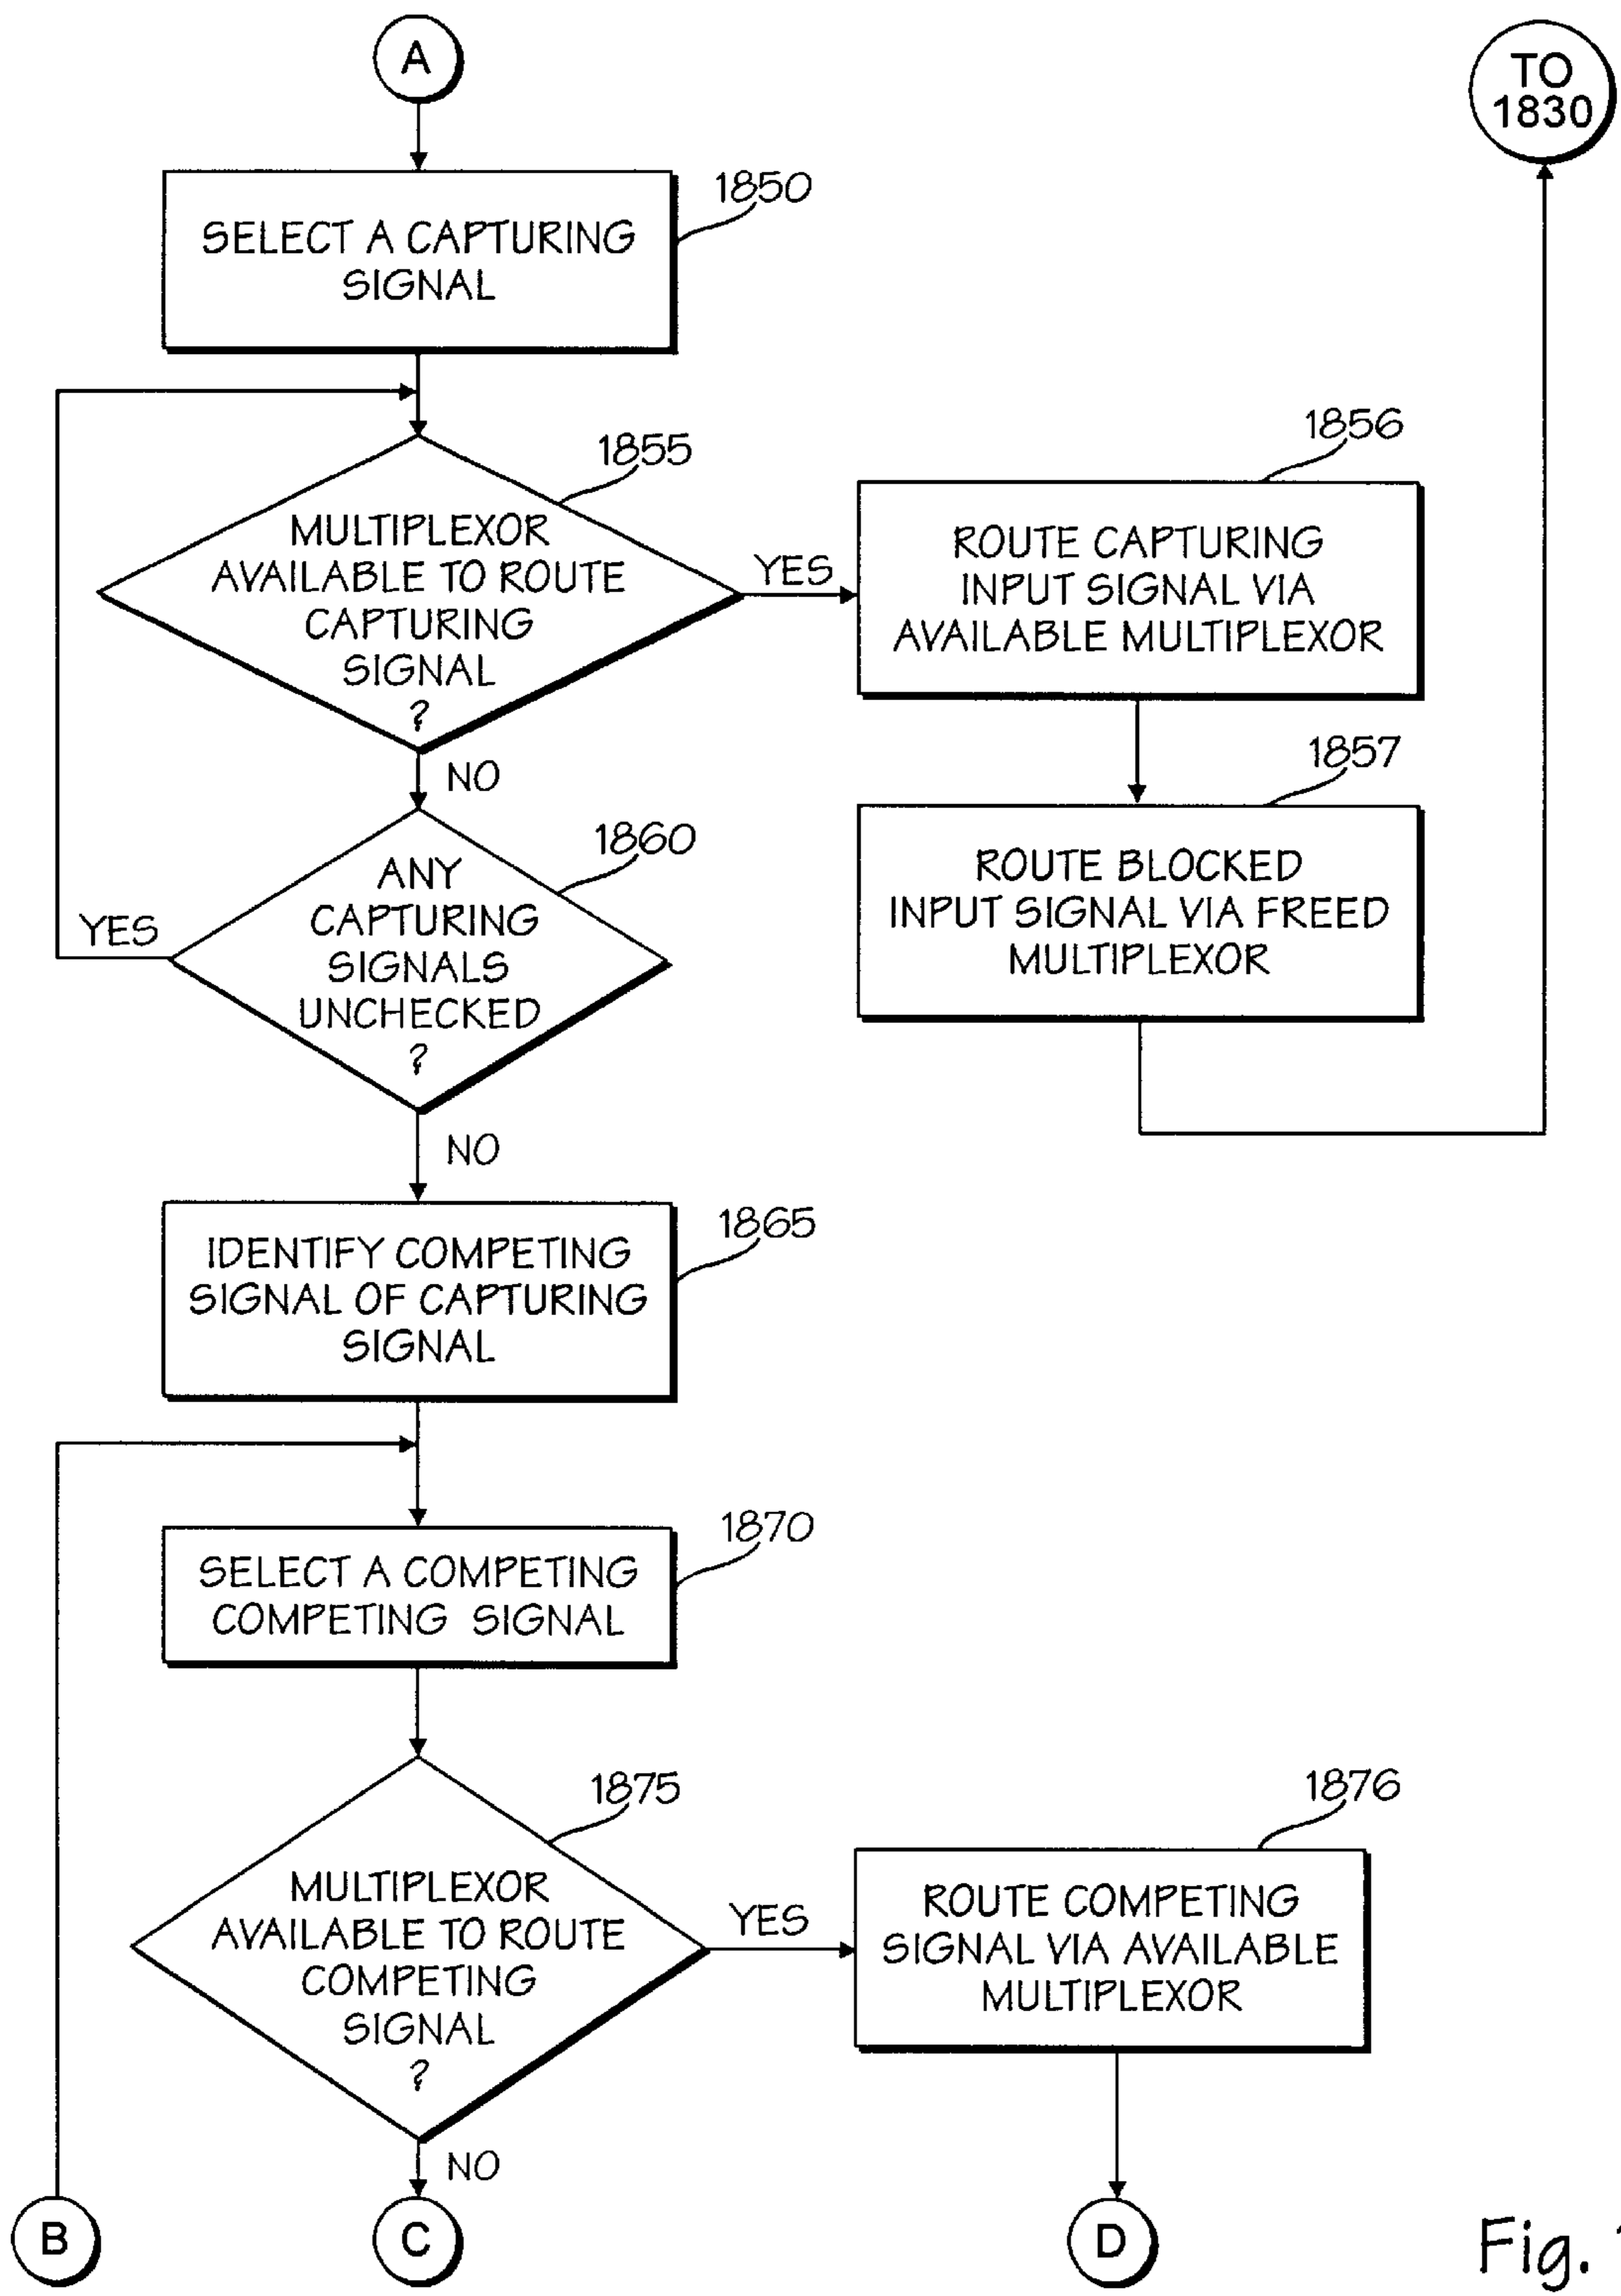 A
TO
1830
1850
SELECT A CAPTURING
SIGNAL
1855
MULTIPLEXOR
AVAILABLE TO ROUTE
CAPTURING
SIGNAL
?
YES
1856
ROUTE CAPTURING
INPUT SIGNAL VIA
AVAILABLE MULTIPLEXOR
NO
1857
ROUTE BLOCKED
INPUT SIGNAL VIA FREED
MULTIPLEXOR
1860
ANY
CAPTURING
SIGNALS
UNCHECKED
?
YES
NO
1865
IDENTIFY COMPETING
SIGNAL OF CAPTURING
SIGNAL
1870
SELECT A COMPETING
COMPETING SIGNAL
1875
MULTIPLEXOR
AVAILABLE TO ROUTE
COMPETING
SIGNAL
?
YES
1876
ROUTE COMPETING
SIGNAL VIA AVAILABLE
MULTIPLEXOR
NO
B
C
D
Fig.